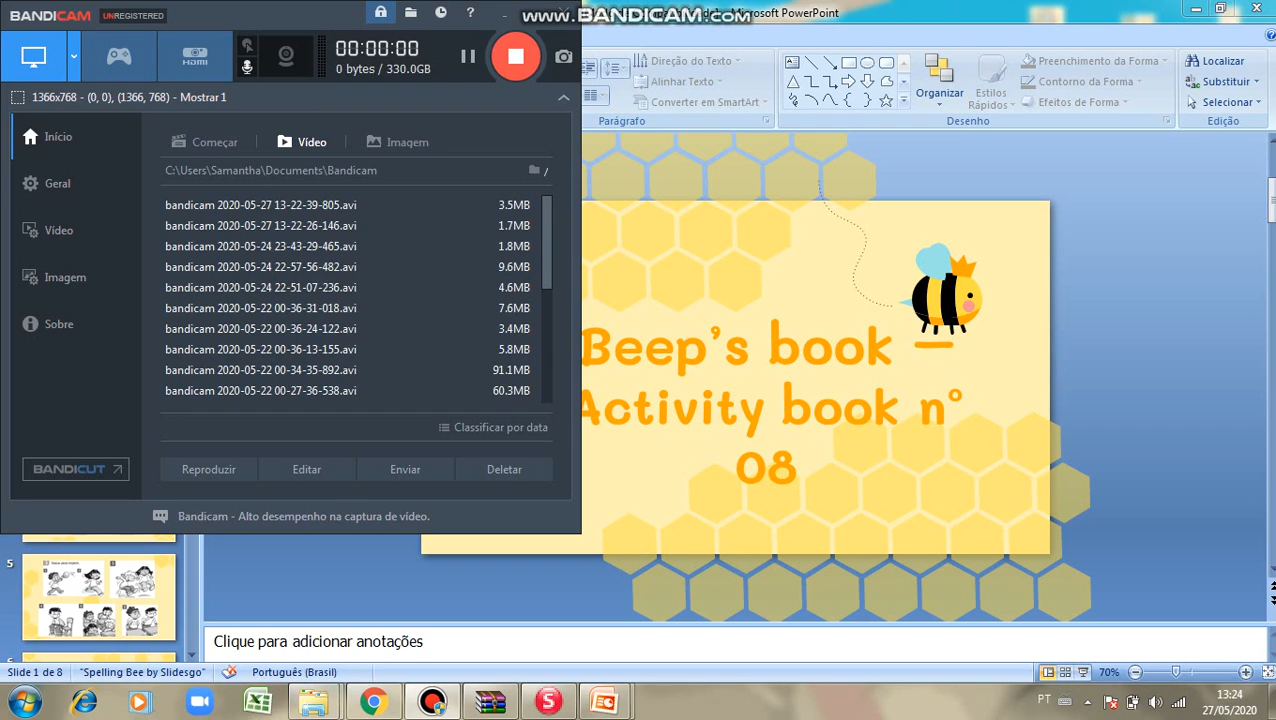 BANDICAM UNREGISTERED
www.BANDICAM.com
Microsoft PowerPoint
00:00:00
0 bytes / 330.0GB
HDMI
1366x768 - (0, 0), (1366, 768) - Mostrar1
Início
Geral
Vídeo
Imagem
Sobre
BANDICUT
Começar
Vídeo
Imagem
C:\Users\Samantha\Documents\Bandicam
/
bandicam 2020-05-27 13-22-39-805.avi 3.5MB
bandicam 2020-05-27 13-22-26-146.avi 1.7MB
bandicam 2020-05-24 23-43-29-465.avi 1.8MB
bandicam 2020-05-24 22-57-56-482.avi 9.6MB
bandicam 2020-05-24 22-51-07-236.avi 4.6MB
bandicam 2020-05-22 00-36-31-018.avi 7.6MB
bandicam 2020-05-22 00-36-24-122.avi 3.4MB
bandicam 2020-05-22 00-36-13-155.avi 5.8MB
bandicam 2020-05-22 00-34-35-892.avi 91.1MB
bandicam 2020-05-22 00-27-36-538.avi 60.3MB
Classificar por data
Reproduzir Editar Enviar Deletar
Bandicam - Alto desempenho na captura de vídeo.
Direção do Texto
Alinhar Texto
Converter em SmartArt
Parágrafo
Organizar
Estilos
Rápidos
Preenchimento da Forma
Contorno da Forma
Efeitos de Forma
Desenho
Localizar
Substituir
Selecionar
Edição
Beep's book –
Activity book n°
08
5
Clique para adicionar anotações
Slide 1 de 8 "Spelling Bee by Slidesgo" Português (Brasil) 70%
PT
13:24
27/05/2020